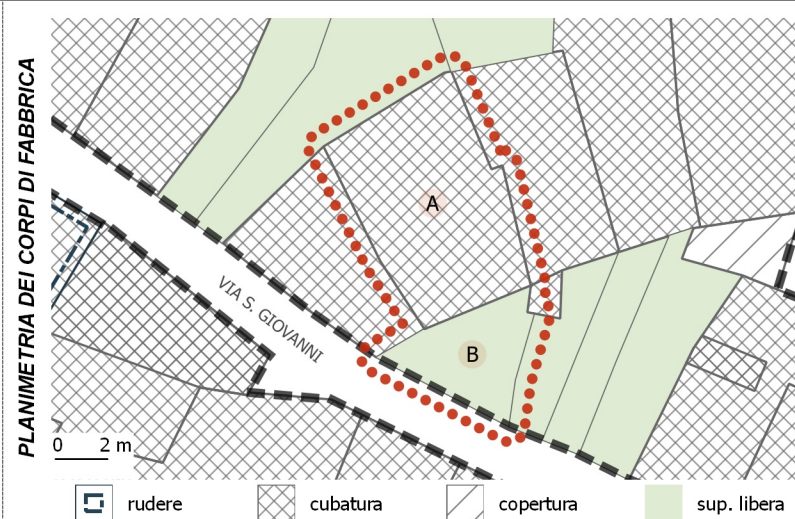 PLANIMETRIA DEI CORPI DI FABBRICA
A
VIA S. GIOVANNI
B
0 2 m
rudere cubatura copertura sup. libera